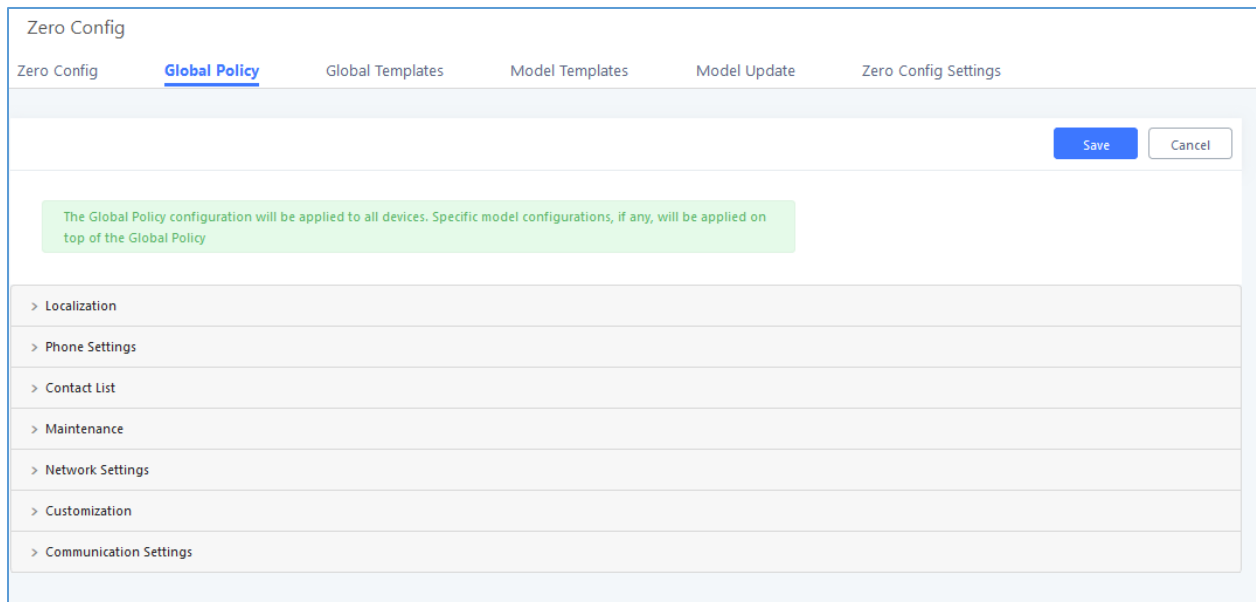 Zero Config
Zero Config Global Policy Global Templates Model Templates Model Update Zero Config Settings
Save Cancel
The Global Policy configuration will be applied to all devices. Specific model configurations, if any, will be applied on
top of the Global Policy
> Localization
> Phone Settings
> Contact List
> Maintenance
> Network Settings
> Customization
> Communication Settings